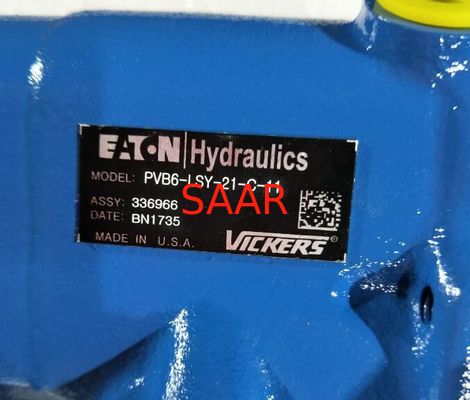 EATON Hydraulics
MODEL: PVB6-LSY-21-C-11
ASSY: 336966
DATE: BN1735
SAAR
MADE IN U.S.A.
VICKERS